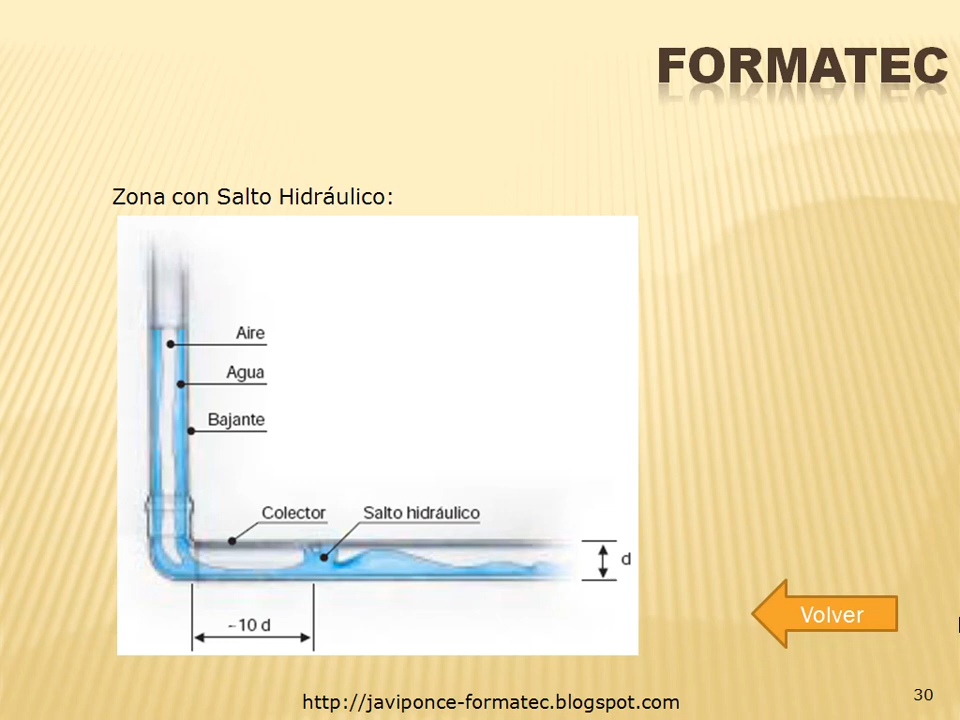 FORMATEC
Zona con Salto Hidráulico:
Aire
Agua
Bajante
Colector
Salto hidráulico
d
~10 d
Volver
http://javiponce-formatec.blogspot.com
30